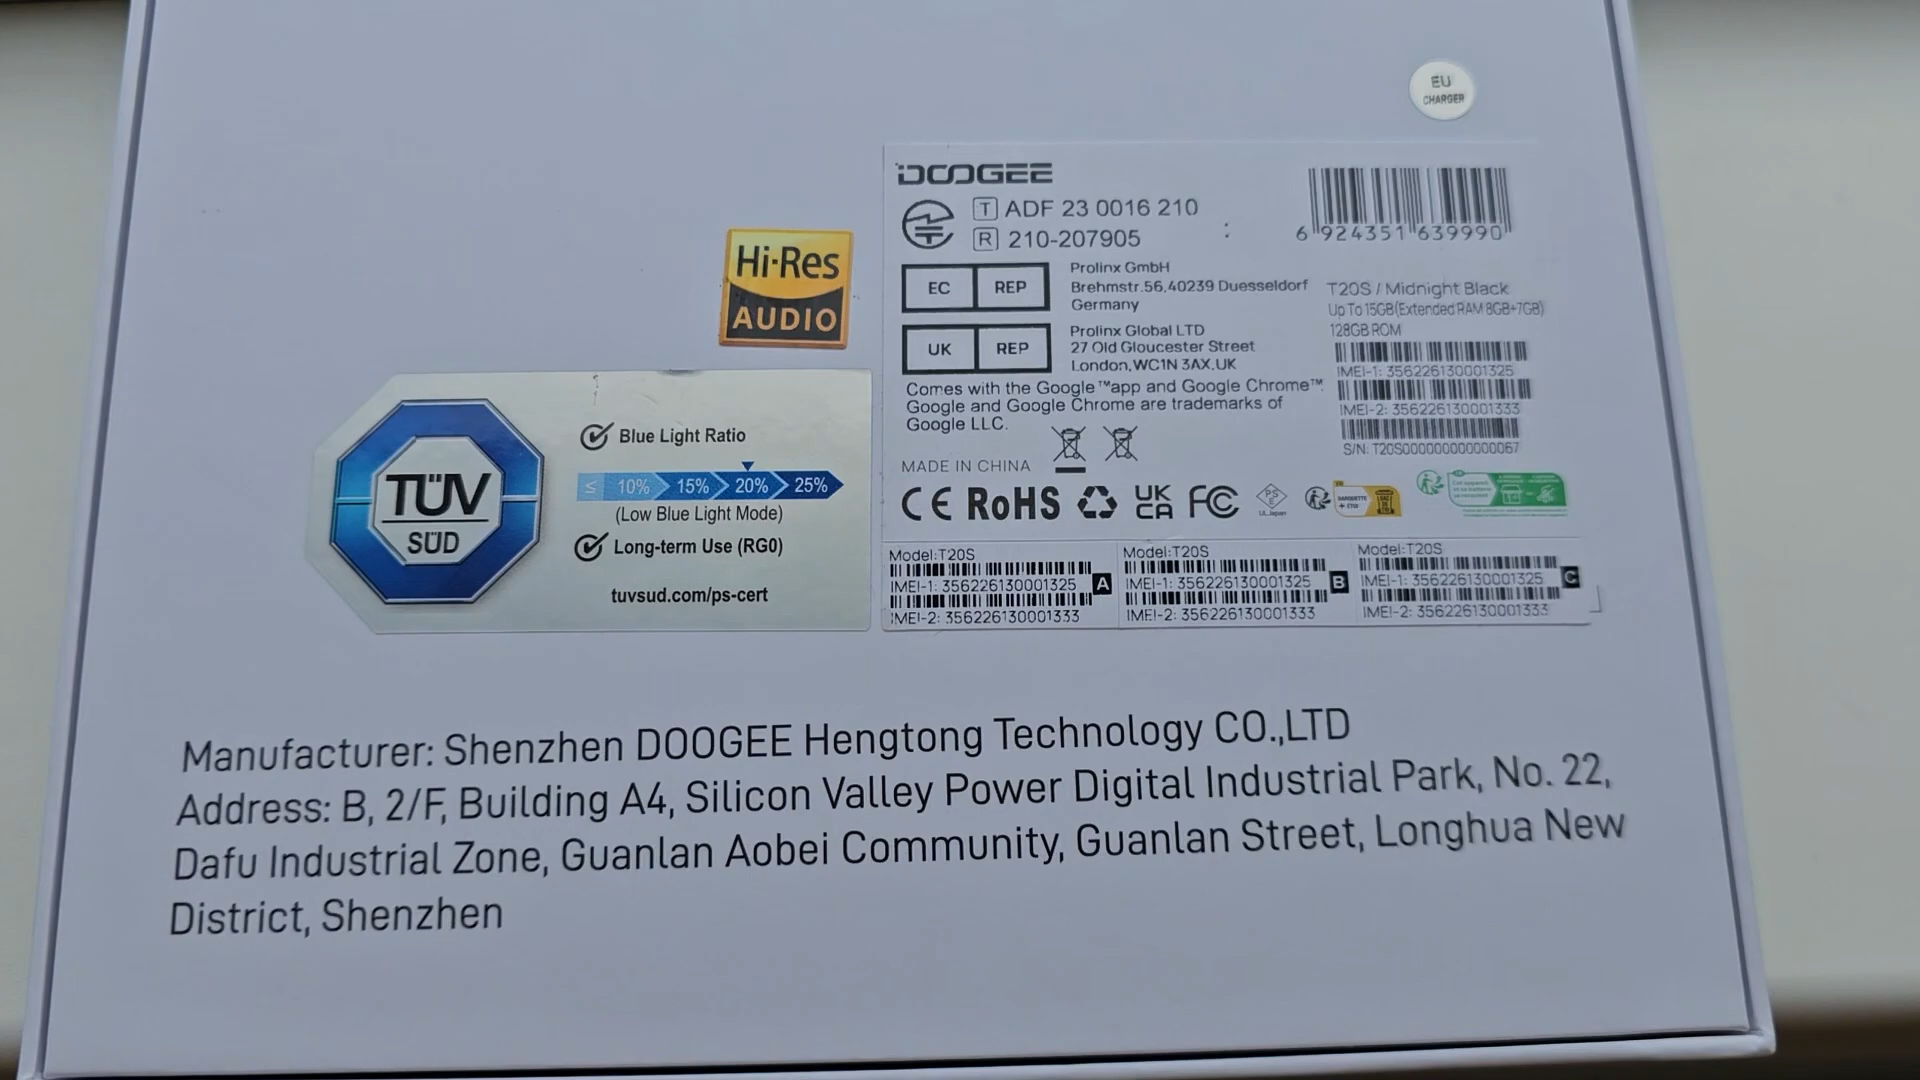 EU
CHARGER
DOOGEE
T ADF 23 0016 210
R 210-207905
:
6 924351 639990
Hi-Res
AUDIO
EC REP
Prolinx GmbH
Brehmstr.56,40239 Duesseldorf
Germany
UK REP
Prolinx Global LTD
27 Old Gloucester Street
London,WC1N 3AX,UK
T20S / Midnight Black
Up To 15GB(Extended RAM 8GB+7GB)
128GB ROM
IMEI-1: 356226130001325
IMEI-2: 356226130001333
S/N: T20S000000000000067
Comes with the Google™app and Google Chrome™.
Google and Google Chrome are trademarks of
Google LLC.
MADE IN CHINA
CE RoHS UK CA FC
PS E
UL Japan
TÜV
SÜD
Blue Light Ratio
≤ 10% 15% 20% 25%
(Low Blue Light Mode)
Long-term Use (RG0)
tuvsud.com/ps-cert
Model:T20S
IMEI-1: 356226130001325 A
IMEI-2: 356226130001333
Model:T20S
IMEI-1: 356226130001325 B
IMEI-2: 356226130001333
Model:T20S
IMEI-1: 356226130001325 C
IMEI-2: 356226130001333
Manufacturer: Shenzhen DOOGEE Hengtong Technology CO.,LTD
Address: B, 2/F, Building A4, Silicon Valley Power Digital Industrial Park, No. 22,
Dafu Industrial Zone, Guanlan Aobei Community, Guanlan Street, Longhua New
District, Shenzhen